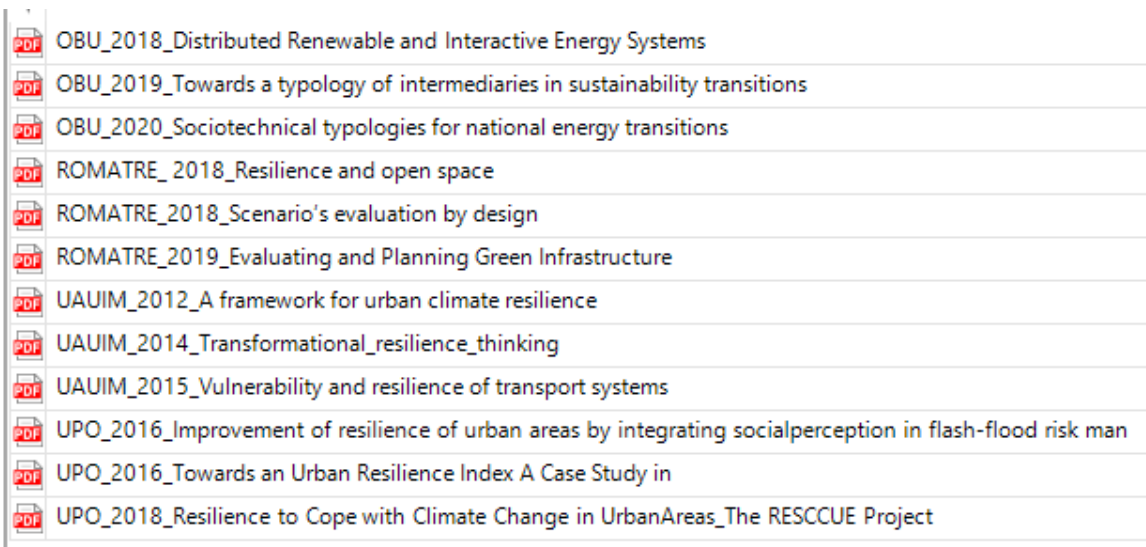 OBU_2018_Distributed Renewable and Interactive Energy Systems
OBU_2019_Towards a typology of intermediaries in sustainability transitions
OBU_2020_Sociotechnical typologies for national energy transitions
ROMATRE_ 2018_Resilience and open space
ROMATRE_2018_Scenario's evaluation by design
ROMATRE_2019_Evaluating and Planning Green Infrastructure
UAUIM_2012_A framework for urban climate resilience
UAUIM_2014_Transformational_resilience_thinking
UAUIM_2015_Vulnerability and resilience of transport systems
UPO_2016_Improvement of resilience of urban areas by integrating socialperception in flash-flood risk man
UPO_2016_Towards an Urban Resilience Index A Case Study in
UPO_2018_Resilience to Cope with Climate Change in UrbanAreas_The RESCCUE Project